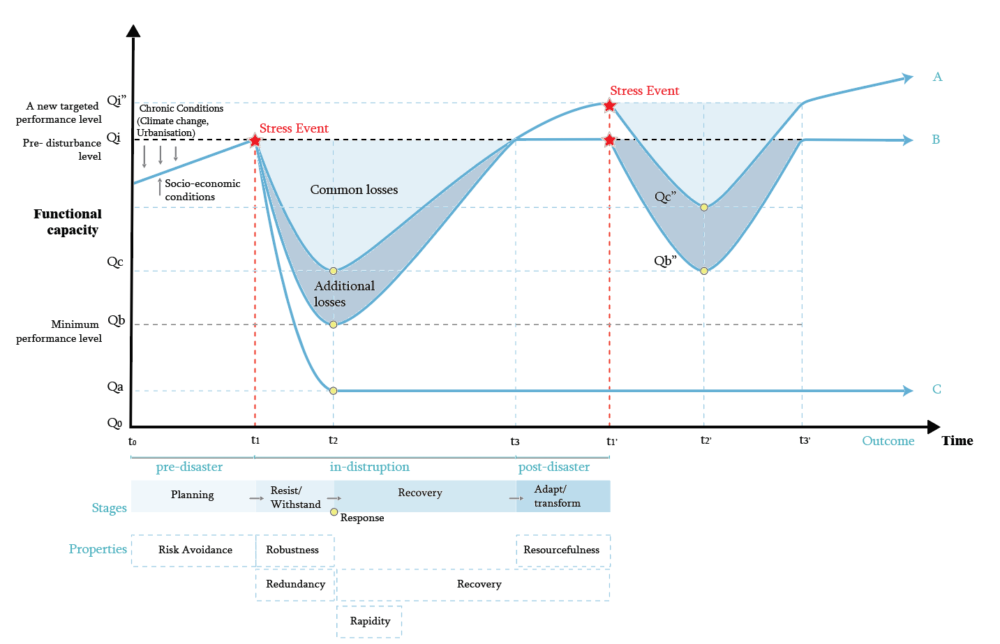 A
Stress Event
Qi”
A new targeted
performance level
Chronic Conditions
(Climate change,
Urbanisation)
Stress Event
Qi
Pre- disturbance
level
B
Socio-economic
conditions
Common losses
Qc”
Functional
capacity
Qc
Qb”
Additional
losses
Qb
Minimum
performance level
Qa
C
Q0
t0
t1
t2
t3
t1’
t2’
t3’
Outcome
Time
pre-disaster
in-distruption
post-disaster
Stages
Planning
Resist/
Withstand
Recovery
Adapt/
transform
Response
Properties
Risk Avoidance
Robustness
Resourcefulness
Redundancy
Recovery
Rapidity